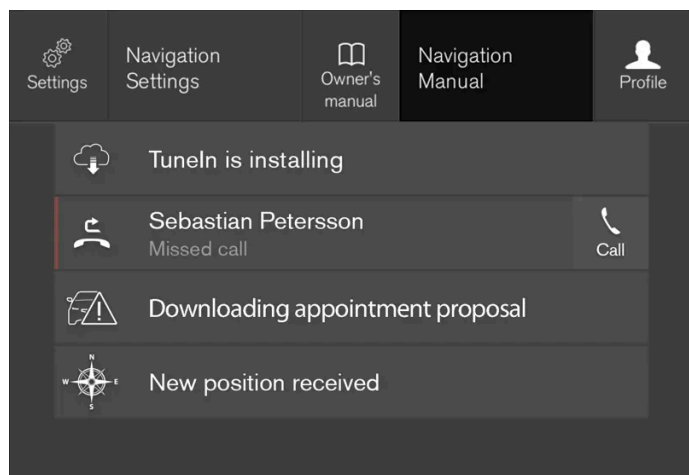 Settings
Navigation
Settings
Owner's
manual
Navigation
Manual
Profile
TuneIn is installing
Sebastian Petersson
Missed call
Call
Downloading appointment proposal
N
W E
S
New position received